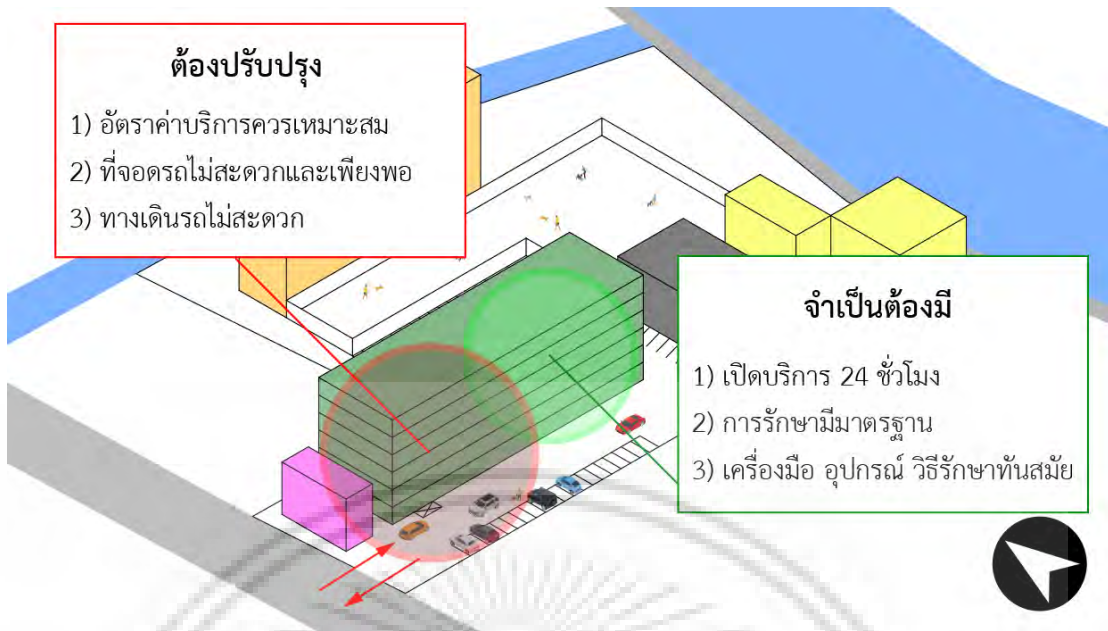 ต้องปรับปรุง
1) อัตราค่าบริการควรเหมาะสม
2) ที่จอดรถไม่สะดวกและเพียงพอ
3) ทางเดินรถไม่สะดวก
จำเป็นต้องมี
1) เปิดบริการ 24 ชั่วโมง
2) การรักษามีมาตรฐาน
3) เครื่องมือ อุปกรณ์ วิธีรักษาทันสมัย